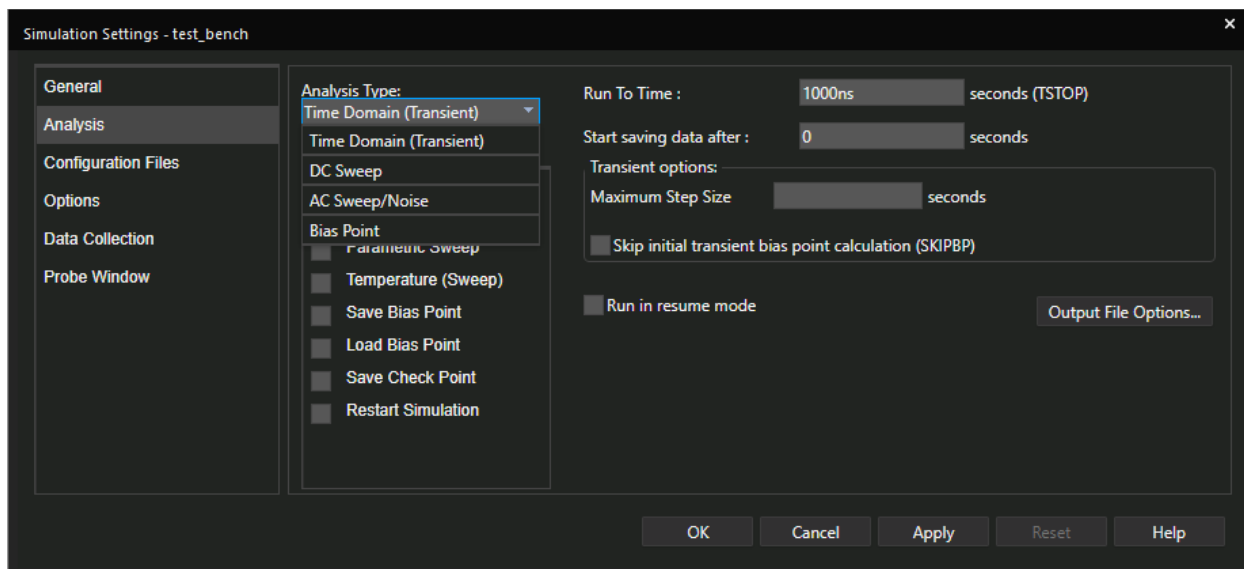 Simulation Settings - test_bench
×
General
Analysis
Configuration Files
Options
Data Collection
Probe Window
Analysis Type:
Time Domain (Transient)
Time Domain (Transient)
DC Sweep
AC Sweep/Noise
Bias Point
Parametric Sweep
Temperature (Sweep)
Save Bias Point
Load Bias Point
Save Check Point
Restart Simulation
Run To Time : 1000ns seconds (TSTOP)
Start saving data after : 0 seconds
Transient options:
Maximum Step Size seconds
Skip initial transient bias point calculation (SKIPBP)
Run in resume mode
Output File Options...
OK Cancel Apply Reset Help